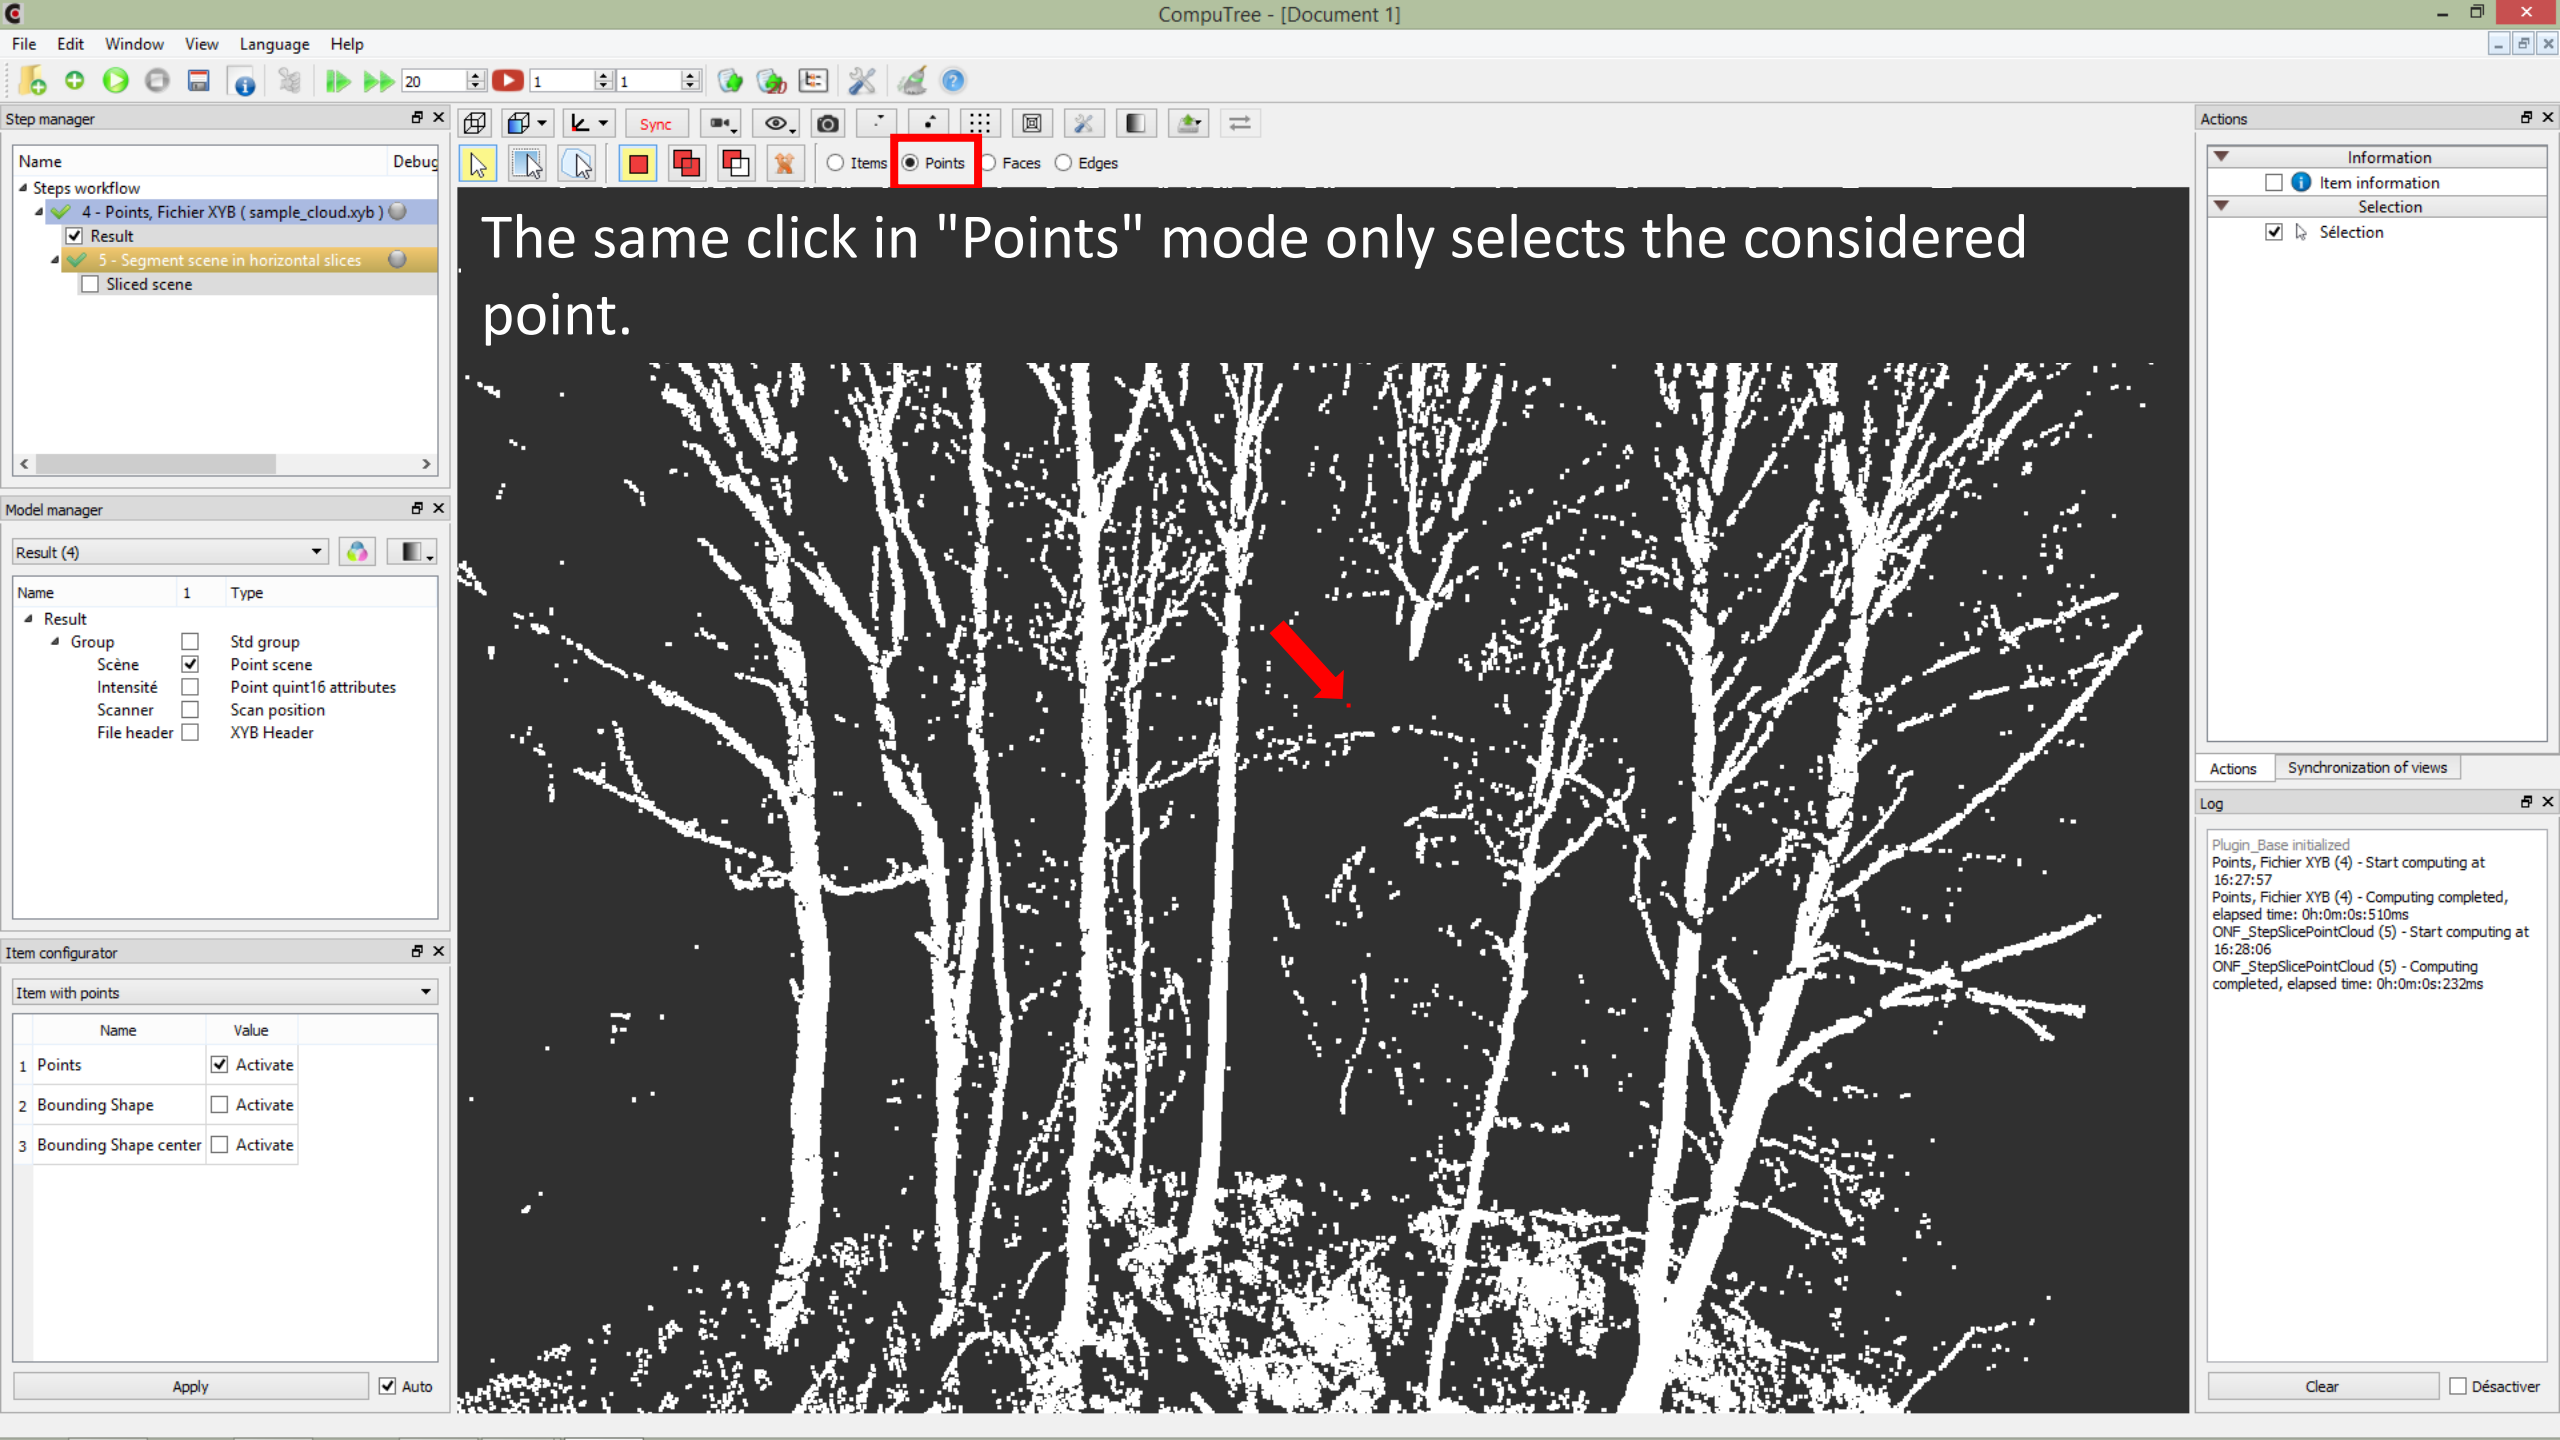 CompuTree - [Document 1]
File Edit Window View Language Help
20 1 1
Step manager
Name Debug
Steps workflow
4 - Points, Fichier XYB ( sample_cloud.xyb )
Result
5 - Segment scene in horizontal slices
Sliced scene
Model manager
Result (4)
Name 1 Type
Result
Group Std group
Scène Point scene
Intensité Point quint16 attributes
Scanner Scan position
File header XYB Header
Item configurator
Item with points
Name Value
1 Points Activate
2 Bounding Shape Activate
3 Bounding Shape center Activate
Apply Auto
Sync
Items Points Faces Edges
The same click in "Points" mode only selects the considered
point.
Actions
Information
Item information
Selection
Sélection
Actions Synchronization of views
Log
Plugin_Base initialized
Points, Fichier XYB (4) - Start computing at
16:27:57
Points, Fichier XYB (4) - Computing completed,
elapsed time: 0h:0m:0s:510ms
ONF_StepSlicePointCloud (5) - Start computing at
16:28:06
ONF_StepSlicePointCloud (5) - Computing
completed, elapsed time: 0h:0m:0s:232ms
Clear Désactiver